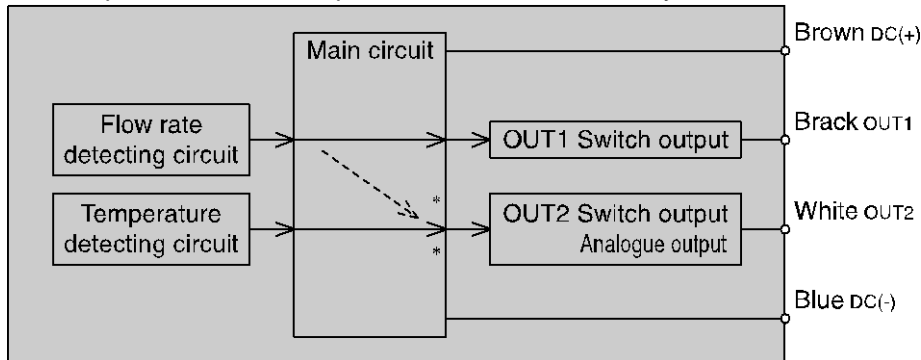 Main circuit
Brown DC(+)
Flow rate
detecting circuit
OUT1 Switch output
Brack OUT1
*
Temperature
detecting circuit
OUT2 Switch output
Analogue output
White OUT2
*
Blue DC(-)